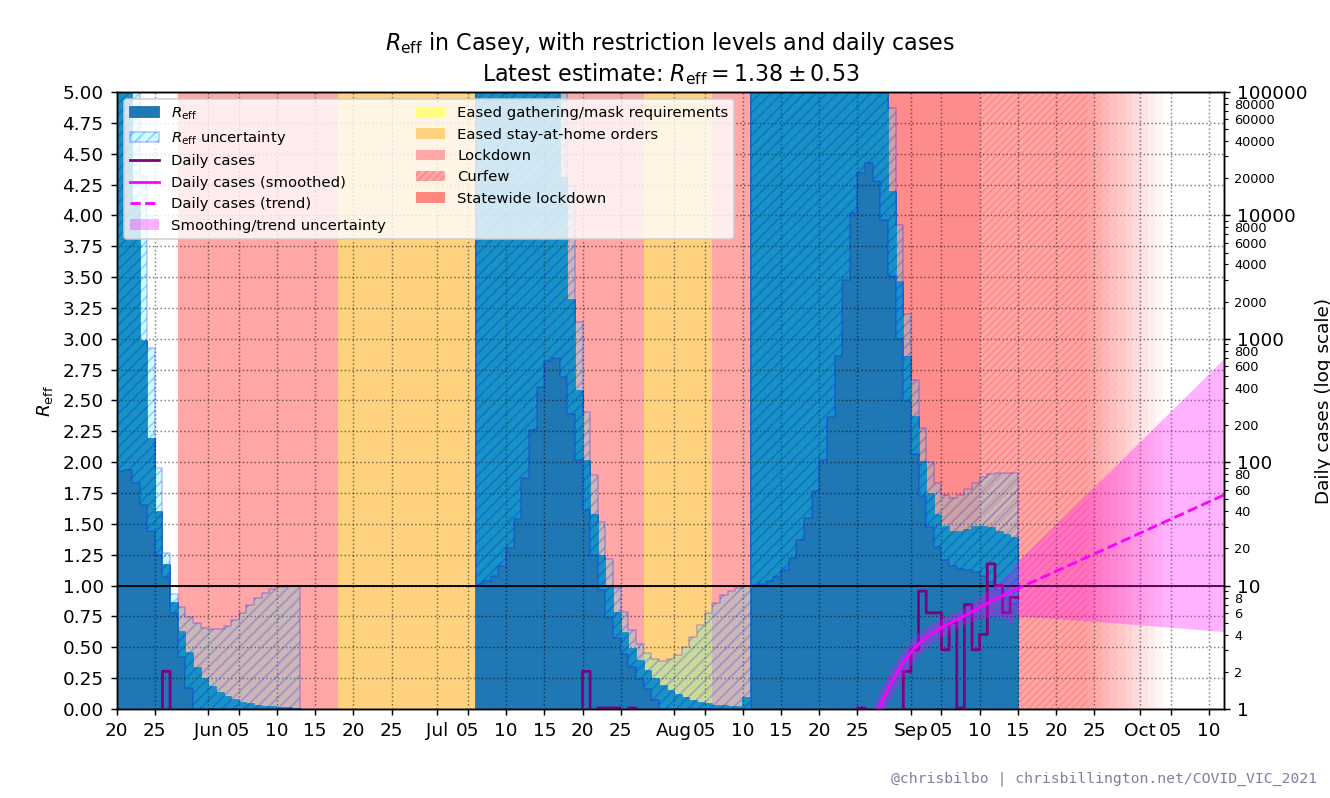 Reff in Casey, with restriction levels and daily cases
Latest estimate: Reff = 1.38 ± 0.53
Reff
Reff uncertainty
Daily cases
Daily cases (smoothed)
Daily cases (trend)
Smoothing/trend uncertainty
Eased gathering/mask requirements
Eased stay-at-home orders
Lockdown
Curfew
Statewide lockdown
Reff
5.00
4.75
4.50
4.25
4.00
3.75
3.50
3.25
3.00
2.75
2.50
2.25
2.00
1.75
1.50
1.25
1.00
0.75
0.50
0.25
0.00
20 25 Jun 05 10 15 20 25 Jul 05 10 15 20 25 Aug 05 10 15 20 25 Sep 05 10 15 20 25 Oct 05 10
100000
80000
60000
40000
20000
10000
8000
6000
4000
2000
1000
800
600
400
200
100
80
60
40
20
10
8
6
4
2
1
Daily cases (log scale)
@chrisbilbo | chrisbillington.net/COVID_VIC_2021